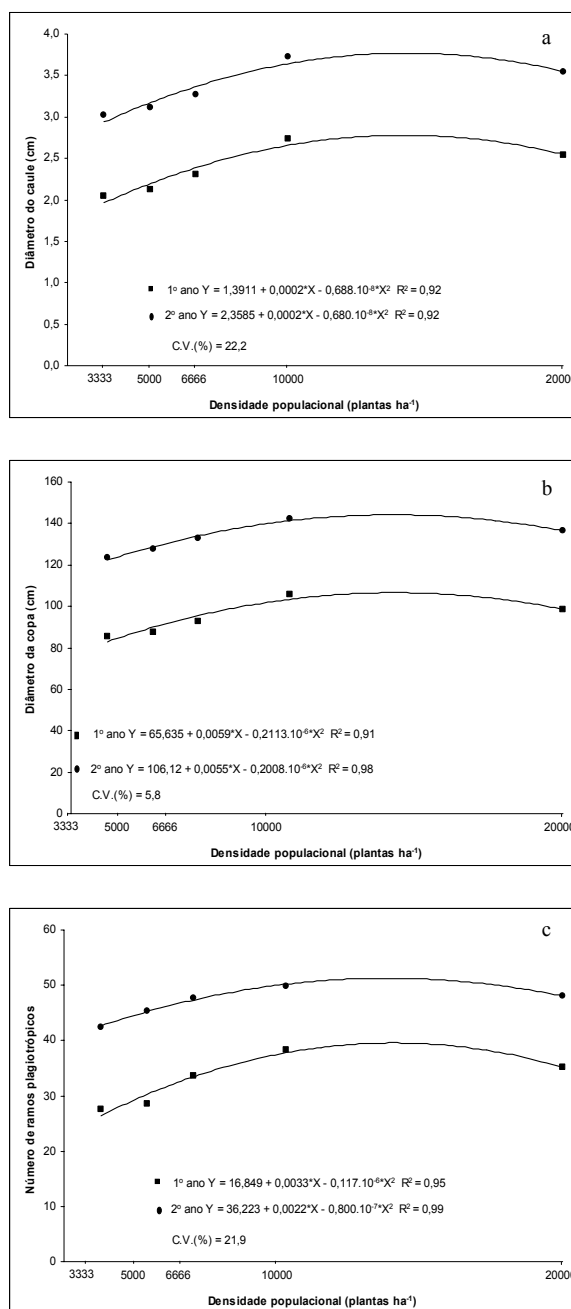 a
4,0
3,5
3,0
2,5
2,0
1,5
1,0
0,5
0,0
Diâmetro do caule (cm)
1º ano Y = 1,3911 + 0,0002*X - 0,688.10⁻⁸*X² R² = 0,92
2º ano Y = 2,3585 + 0,0002*X - 0,680.10⁻⁸*X² R² = 0,92
C.V.(%) = 22,2
3333 5000 6666 10000 20000
Densidade populacional (plantas ha⁻¹)
b
160
140
120
100
80
60
40
20
0
Diâmetro da copa (cm)
1º ano Y = 65,635 + 0,0059*X - 0,2113.10⁻⁶*X² R² = 0,91
2º ano Y = 106,12 + 0,0055*X - 0,2008.10⁻⁶*X² R² = 0,98
C.V.(%) = 5,8
3333 5000 6666 10000 20000
Densidade populacional (plantas ha⁻¹)
c
60
50
40
30
20
10
0
Número de ramos plagiotrópicos
1º ano Y = 16,849 + 0,0033*X - 0,117.10⁻⁶*X² R² = 0,95
2º ano Y = 36,223 + 0,0022*X - 0,800.10⁻⁷*X² R² = 0,99
C.V.(%) = 21,9
3333 5000 6666 10000 20000
Densidade populacional (plantas ha⁻¹)